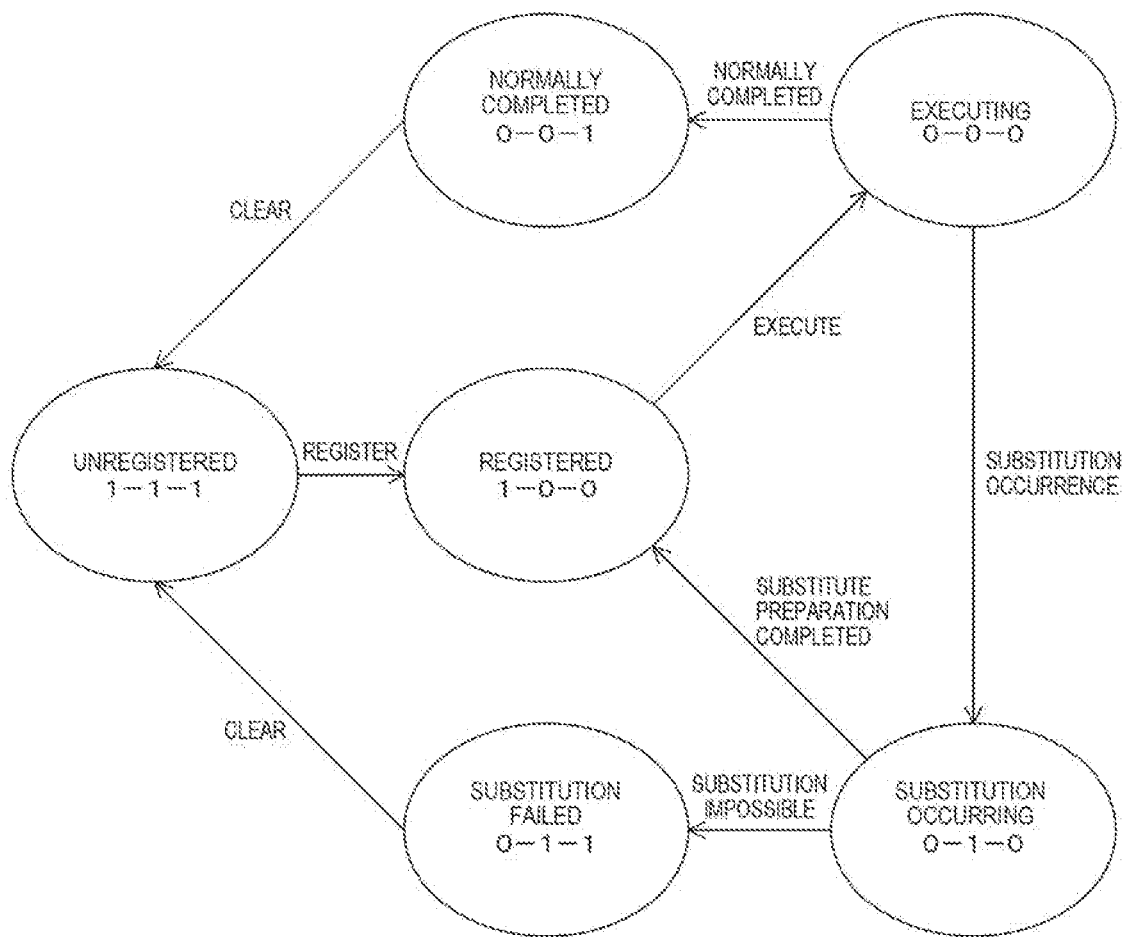 NORMALLY
COMPLETED
0-0-1
NORMALLY
COMPLETED
EXECUTING
0-0-0
CLEAR
EXECUTE
UNREGISTERED
1-1-1
REGISTER
REGISTERED
1-0-0
SUBSTITUTION
OCCURRENCE
SUBSTITUTE
PREPARATION
COMPLETED
CLEAR
SUBSTITUTION
FAILED
0-1-1
SUBSTITUTION
IMPOSSIBLE
SUBSTITUTION
OCCURRING
0-1-0